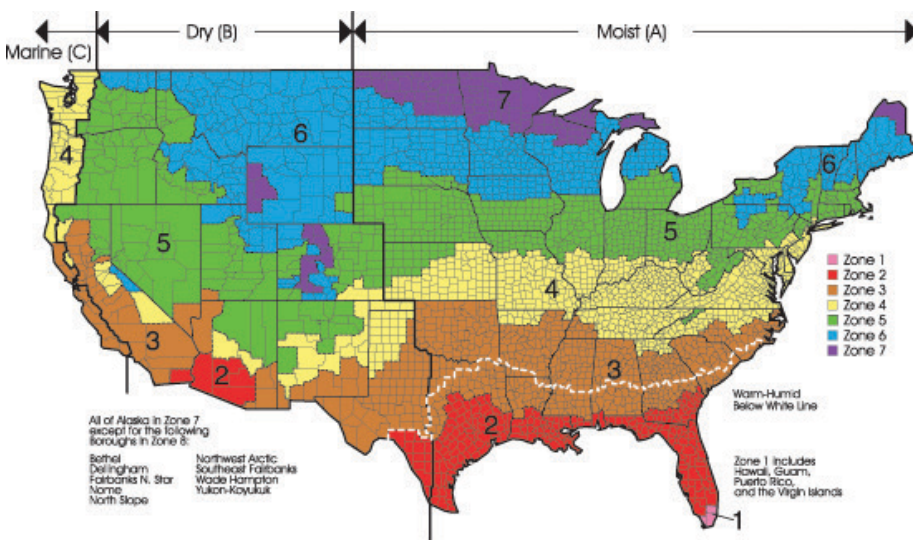 Marine (C)
Dry (B)
Moist (A)
7
6
6
4
5
5
4
3
3
2
2
1
Zone 1
Zone 2
Zone 3
Zone 4
Zone 5
Zone 6
Zone 7
Warm-Humid
Below White Line
All of Alaska in Zone 7
except for the following
Boroughs in Zone 8:
Bethel
Dellingham
Fairbanks N. Star
Nome
North Slope
Northwest Arctic
Southeast Fairbanks
Wade Hampton
Yukon-Koyukuk
Zone 1 includes
Hawaii, Guam,
Puerto Rico,
and the Virgin Islands